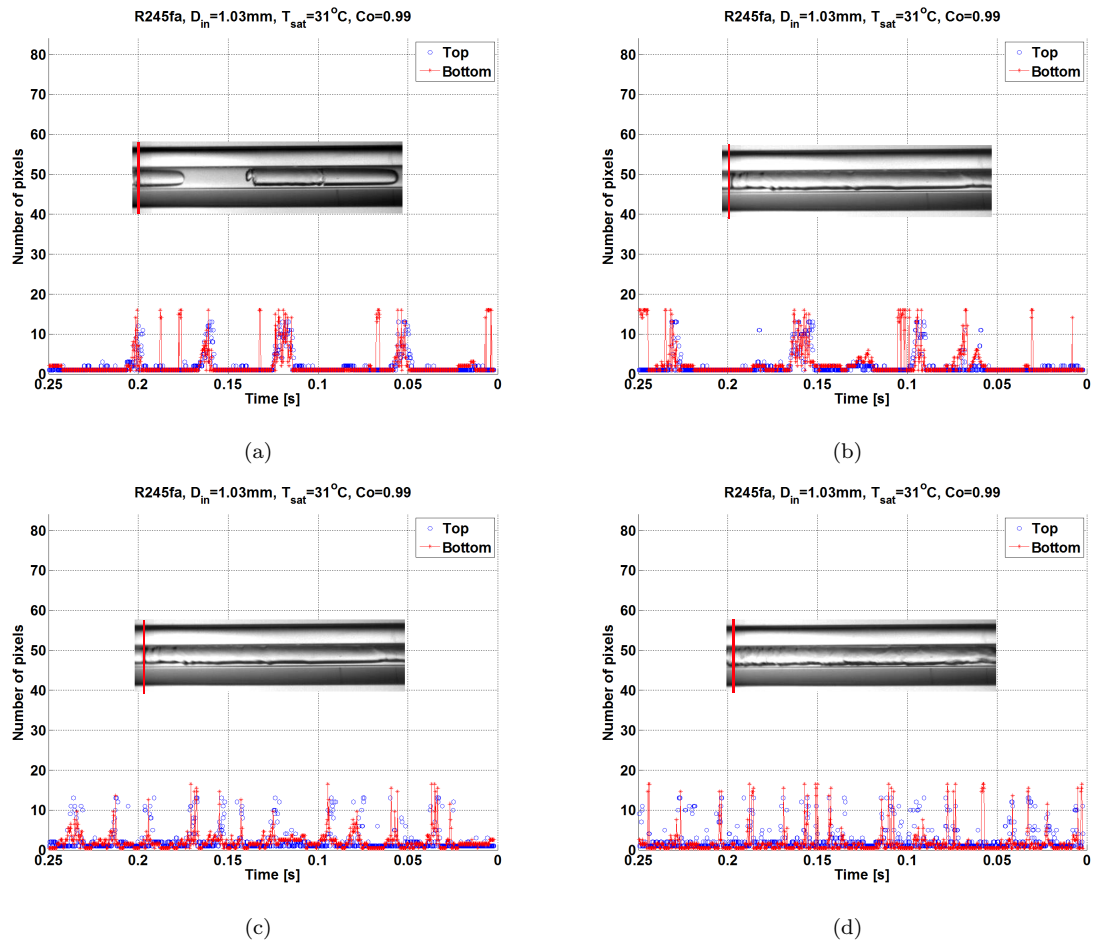 R245fa, D_in=1.03mm, T_sat=31°C, Co=0.99
Number of pixels
80
70
60
50
40
30
20
10
0
Top
Bottom
0.25 0.2 0.15 0.1 0.05 0
Time [s]
(a)
R245fa, D_in=1.03mm, T_sat=31°C, Co=0.99
Number of pixels
80
70
60
50
40
30
20
10
0
Top
Bottom
0.25 0.2 0.15 0.1 0.05 0
Time [s]
(b)
R245fa, D_in=1.03mm, T_sat=31°C, Co=0.99
Number of pixels
80
70
60
50
40
30
20
10
0
Top
Bottom
0.25 0.2 0.15 0.1 0.05 0
Time [s]
(c)
R245fa, D_in=1.03mm, T_sat=31°C, Co=0.99
Number of pixels
80
70
60
50
40
30
20
10
0
Top
Bottom
0.25 0.2 0.15 0.1 0.05 0
Time [s]
(d)